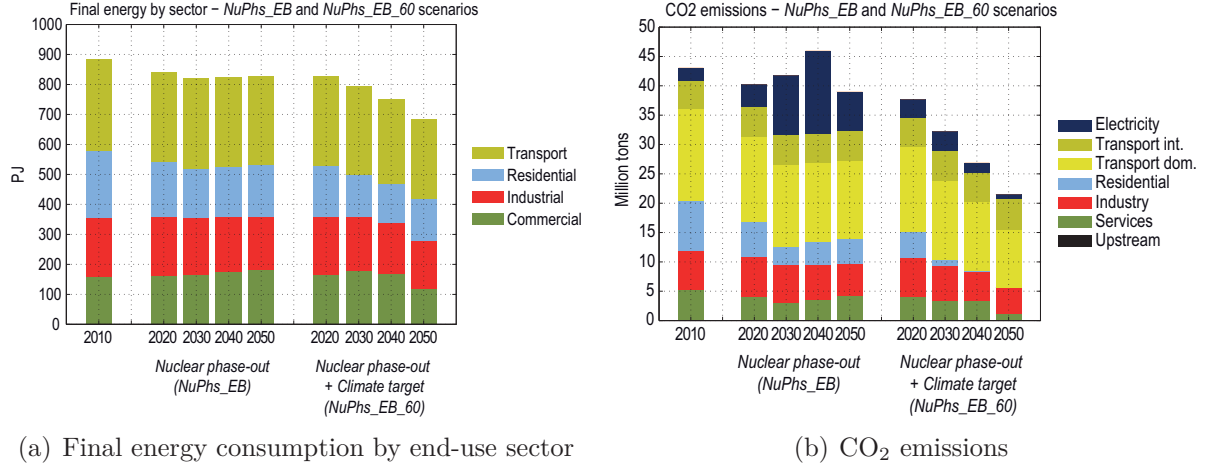 Final energy by sector – NuPhs_EB and NuPhs_EB_60 scenarios
1000
900
800
700
600
500
400
300
200
100
0
PJ
2010
2020 2030 2040 2050
2020 2030 2040 2050
Nuclear phase-out
(NuPhs_EB)
Nuclear phase-out
+ Climate target
(NuPhs_EB_60)
Transport
Residential
Industrial
Commercial
(a) Final energy consumption by end-use sector
CO2 emissions – NuPhs_EB and NuPhs_EB_60 scenarios
50
45
40
35
30
25
20
15
10
5
0
Million tons
2010
2020 2030 2040 2050
2020 2030 2040 2050
Nuclear phase-out
(NuPhs_EB)
Nuclear phase-out
+ Climate target
(NuPhs_EB_60)
Electricity
Transport int.
Transport dom.
Residential
Industry
Services
Upstream
(b) CO₂ emissions